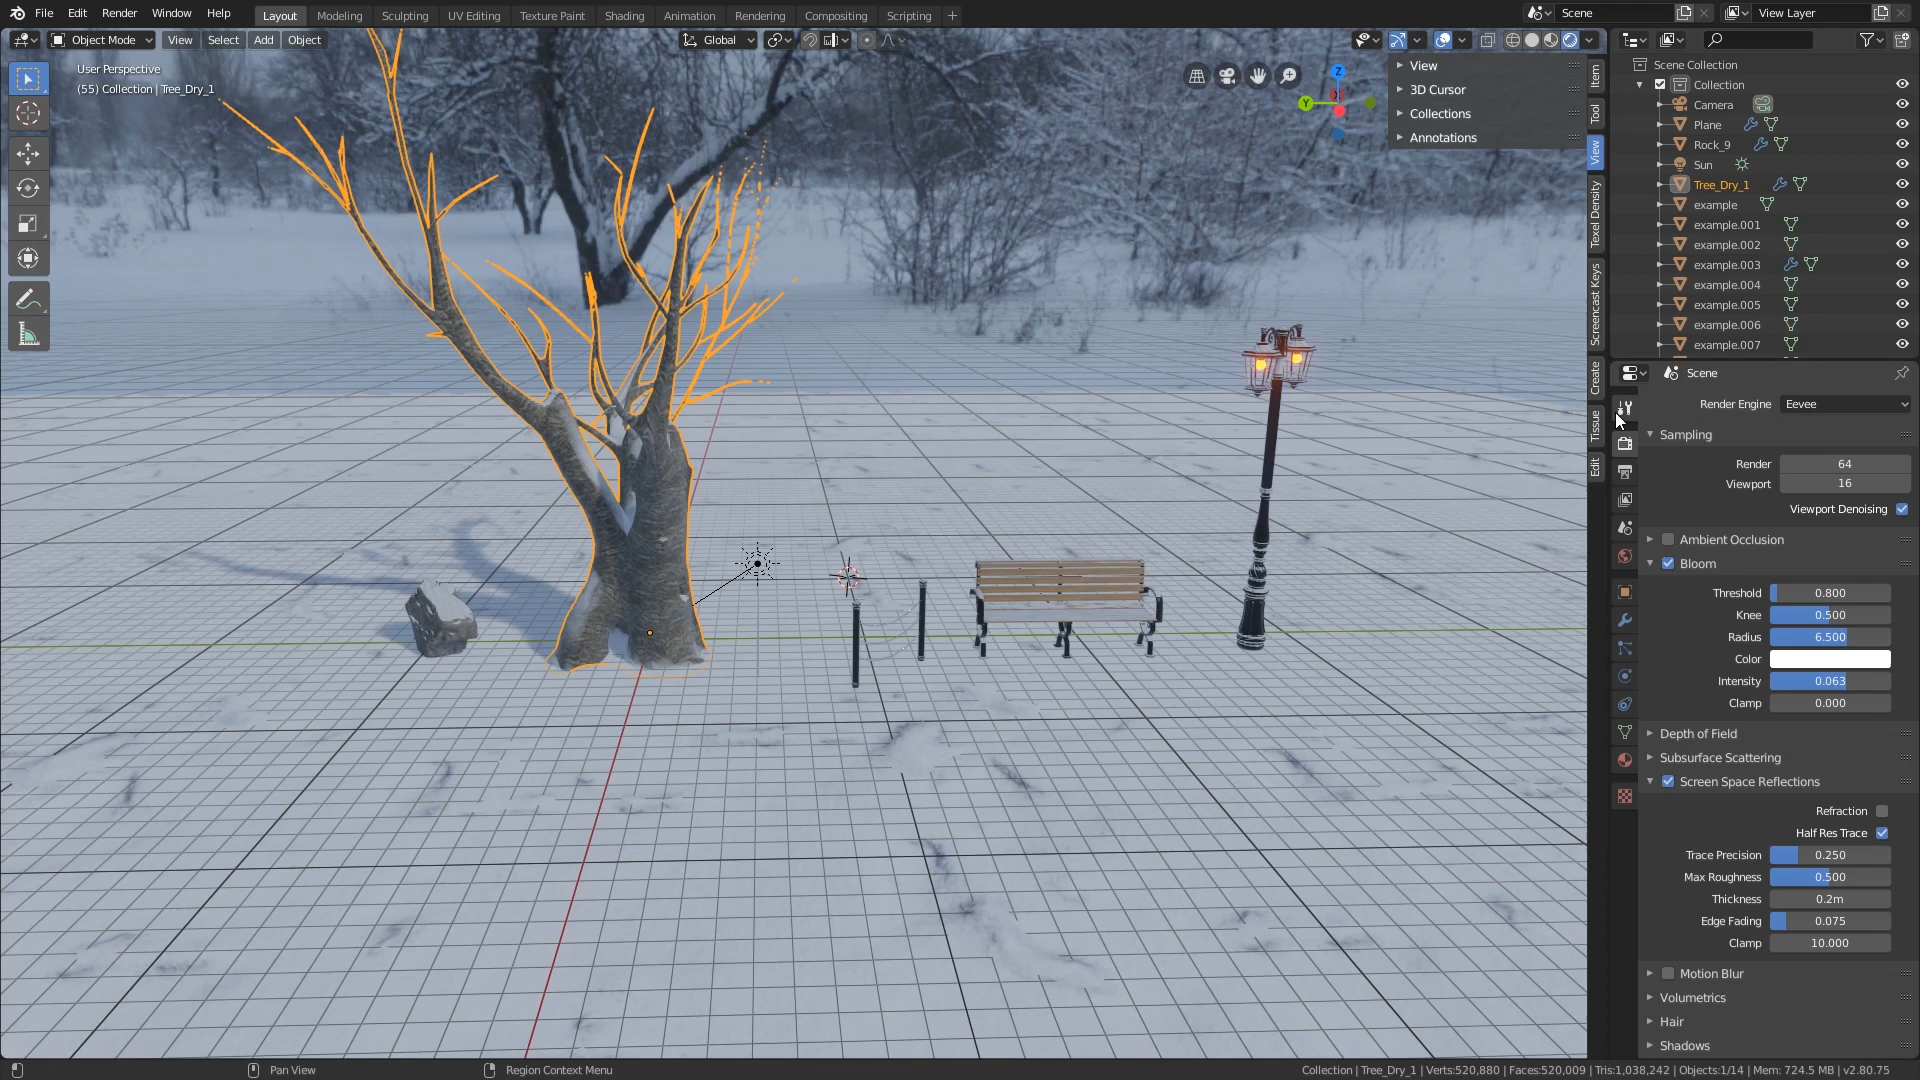 File Edit Render Window Help Layout Modeling Sculpting UV Editing Texture Paint Shading Animation Rendering Compositing Scripting + Scene View Layer
Object Mode View Select Add Object Global
User Perspective
(55) Collection | Tree_Dry_1
View
3D Cursor
Collections
Annotations
Z
Y
Item
Tool
View
Texel Density
Screencast Keys
Create
Tissue
Edit
Scene Collection
Collection
Camera
Plane
Rock_9
Sun
Tree_Dry_1
example
example.001
example.002
example.003
example.004
example.005
example.006
example.007
Scene
Render Engine Eevee
Sampling
Render 64
Viewport 16
Viewport Denoising
Ambient Occlusion
Bloom
Threshold 0.800
Knee 0.500
Radius 6.500
Color
Intensity 0.063
Clamp 0.000
Depth of Field
Subsurface Scattering
Screen Space Reflections
Refraction
Half Res Trace
Trace Precision 0.250
Max Roughness 0.500
Thickness 0.2m
Edge Fading 0.075
Clamp 10.000
Motion Blur
Volumetrics
Hair
Shadows
Pan View Region Context Menu Collection | Tree_Dry_1 | Verts:520,880 | Faces:520,009 | Tris:1,038,242 | Objects:1/14 | Mem: 724.5 MB | v2.80.75